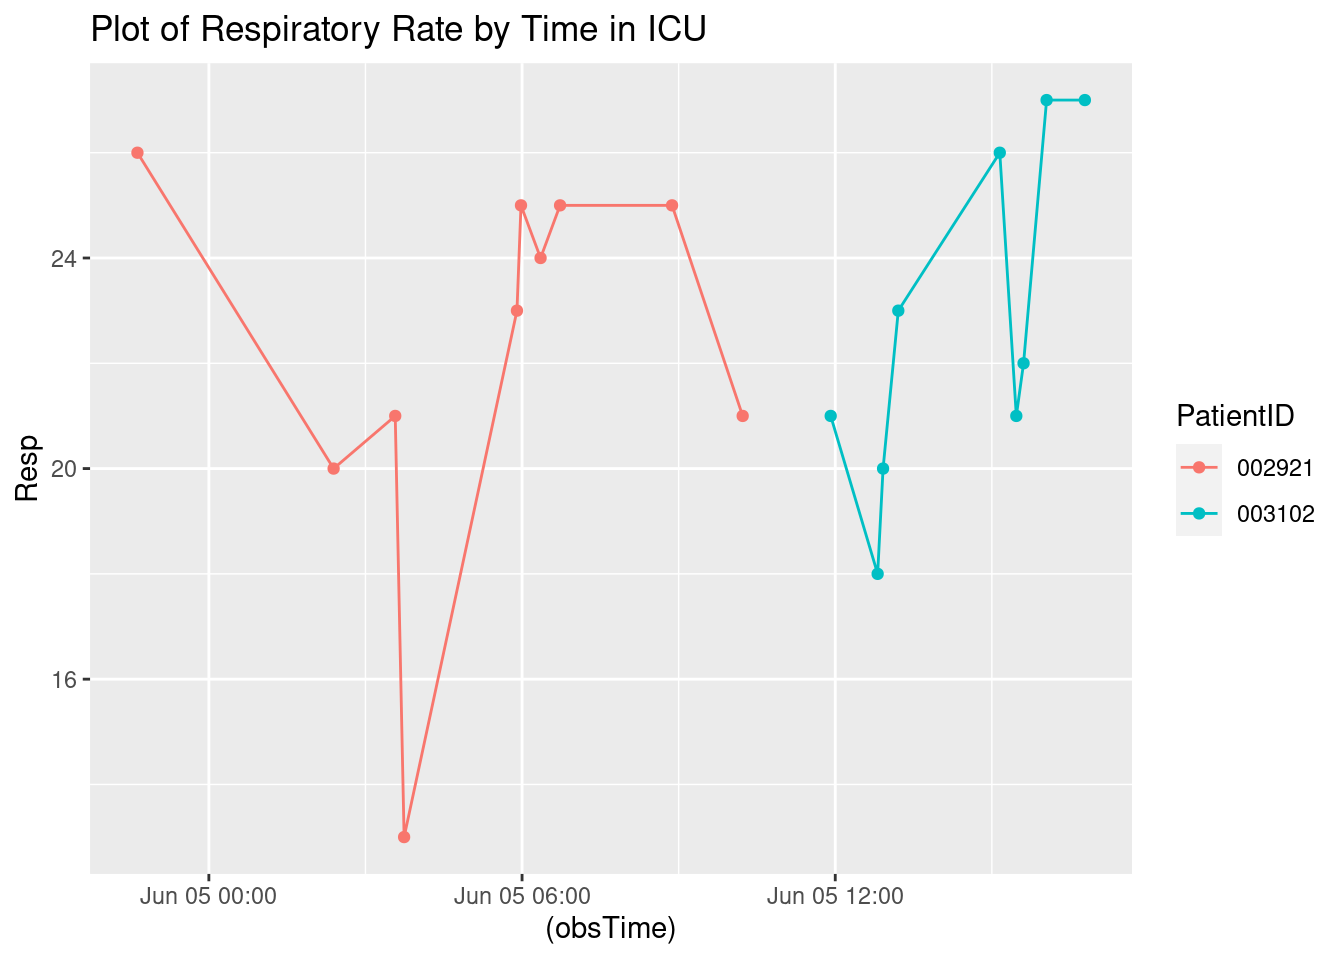 Plot of Respiratory Rate by Time in ICU
24
20
16
Resp
Jun 05 00:00
Jun 05 06:00
Jun 05 12:00
(obsTime)
PatientID
002921
003102